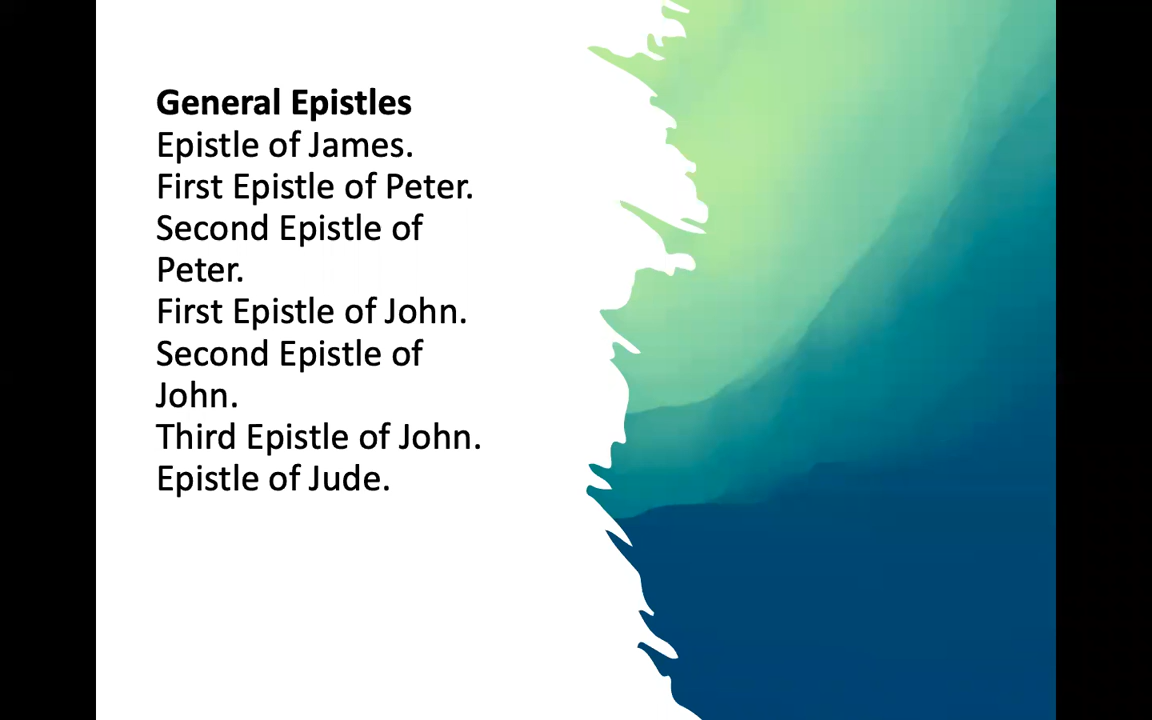 General Epistles
Epistle of James.
First Epistle of Peter.
Second Epistle of
Peter.
First Epistle of John.
Second Epistle of
John.
Third Epistle of John.
Epistle of Jude.